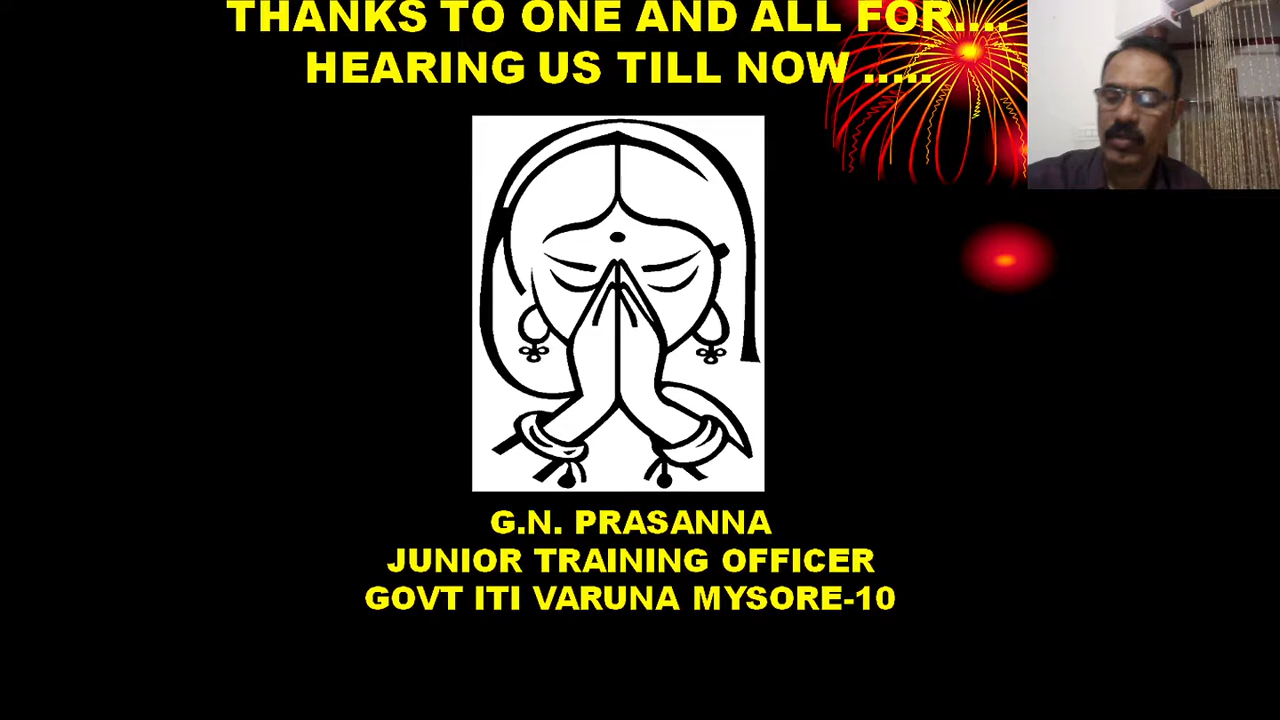 THANKS TO ONE AND ALL FOR....
HEARING US TILL NOW .....
G.N. PRASANNA
JUNIOR TRAINING OFFICER
GOVT ITI VARUNA MYSORE-10